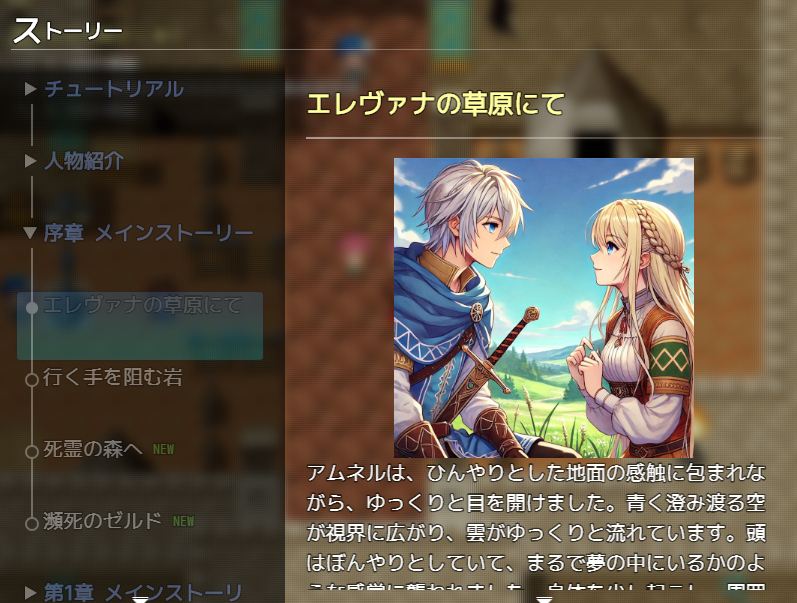 ストーリー
チュートリアル
人物紹介
序章 メインストーリー
エレヴァナの草原にて
行く手を阻む岩
死霊の森へ NEW
瀕死のゼルド NEW
第1章 メインストーリ
エレヴァナの草原にて
アムネルは、ひんやりとした地面の感触に包まれな
がら、ゆっくりと目を開けました。青く澄み渡る空
が視界に広がり、雲がゆっくりと流れています。頭
はぼんやりとしていて、まるで夢の中にいるかのよ